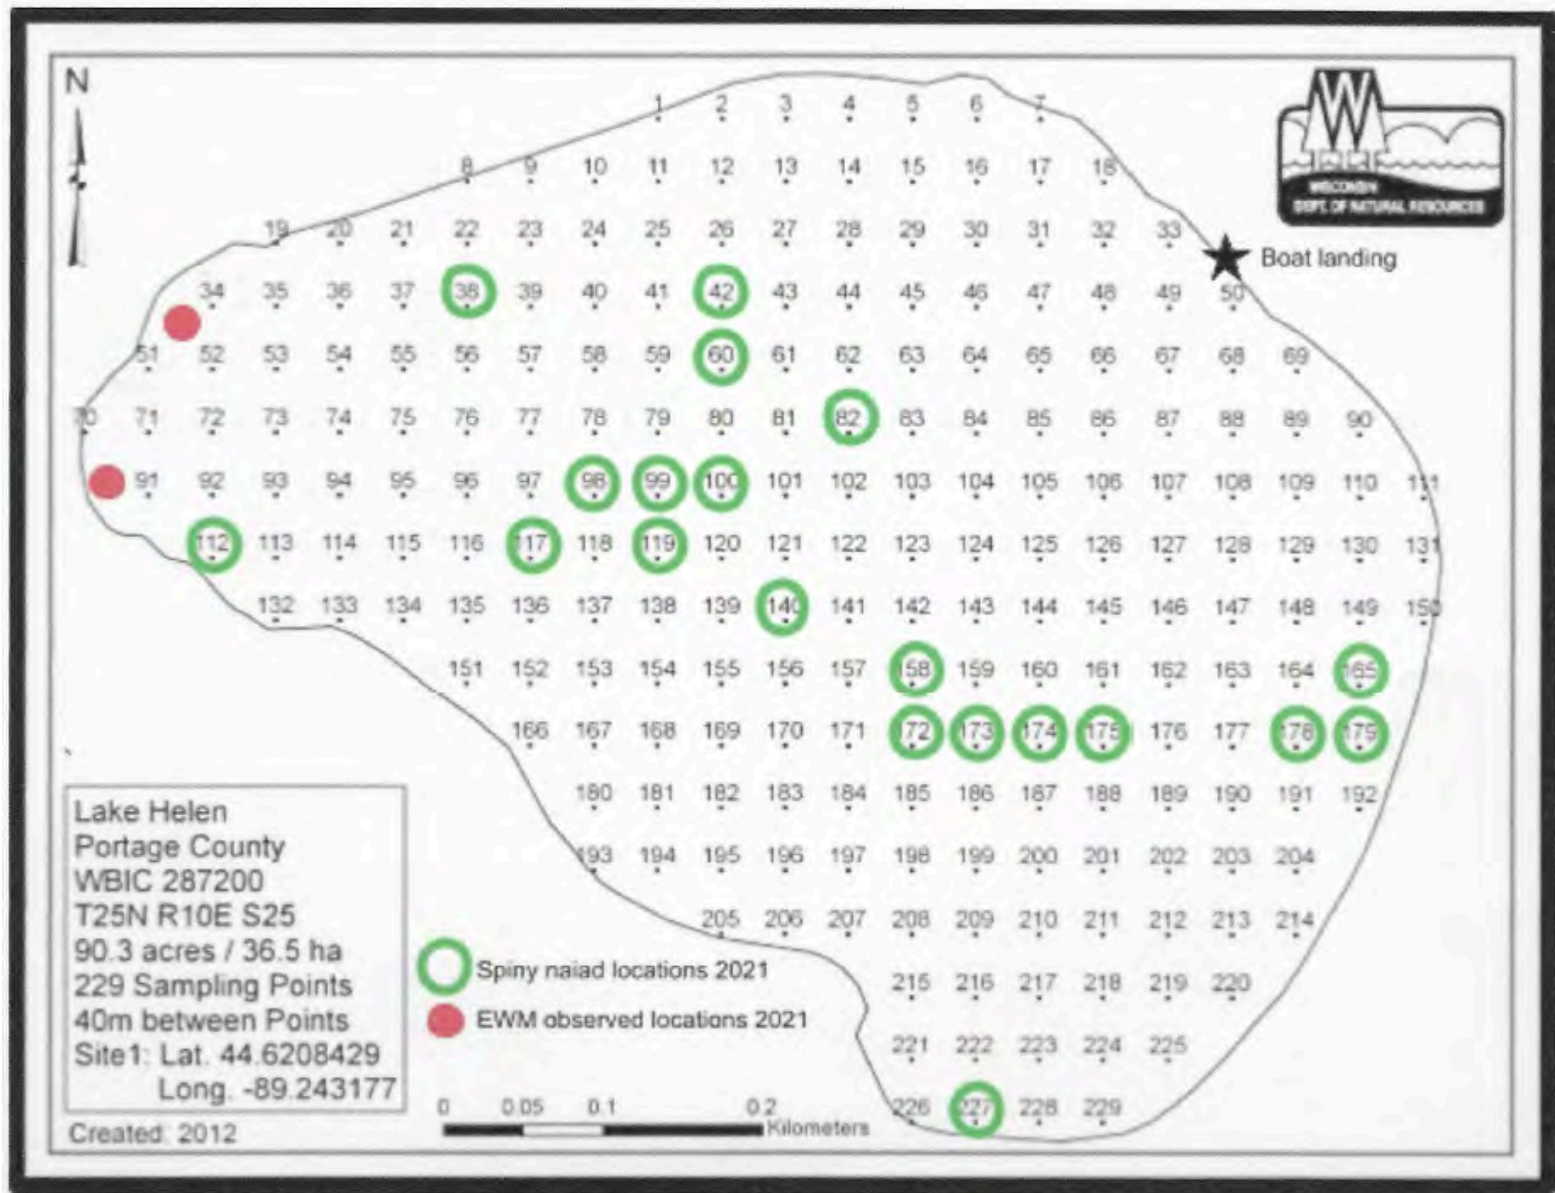 N
1 2 3 4 5 6 7
8 9 10 11 12 13 14 15 16 17 18
WISCONSIN
DEPT. OF NATURAL RESOURCES
19 20 21 22 23 24 25 26 27 28 29 30 31 32 33
Boat landing
34 35 36 37 38 39 40 41 42 43 44 45 46 47 48 49 50
51 52 53 54 55 56 57 58 59 60 61 62 63 64 65 66 67 68 69
70 71 72 73 74 75 76 77 78 79 80 81 82 83 84 85 86 87 88 89 90
91 92 93 94 95 96 97 98 99 100 101 102 103 104 105 106 107 108 109 110 111
112 113 114 115 116 117 118 119 120 121 122 123 124 125 126 127 128 129 130 131
132 133 134 135 136 137 138 139 140 141 142 143 144 145 146 147 148 149 150
151 152 153 154 155 156 157 158 159 160 161 162 163 164 165
166 167 168 169 170 171 172 173 174 175 176 177 178 179
180 181 182 183 184 185 186 187 188 189 190 191 192
193 194 195 196 197 198 199 200 201 202 203 204
205 206 207 208 209 210 211 212 213 214
215 216 217 218 219 220
221 222 223 224 225
226 227 228 229
Lake Helen
Portage County
WBIC 287200
T25N R10E S25
90.3 acres / 36.5 ha
229 Sampling Points
40m between Points
Site1: Lat. 44.6208429
Long. -89.243177
Created: 2012
Spiny naiad locations 2021
EWM observed locations 2021
0 0.05 0.1 0.2
Kilometers